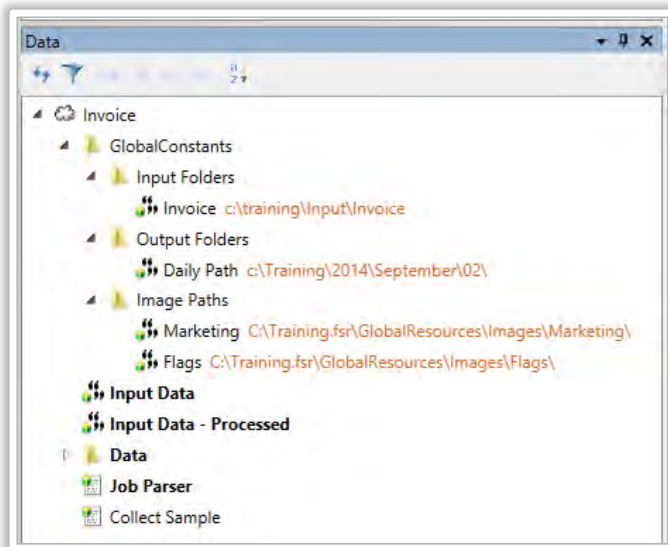 Data
a
z
Invoice
GlobalConstants
Input Folders
Invoice c:\training\Input\Invoice
Output Folders
Daily Path c:\Training\2014\September\02\
Image Paths
Marketing C:\Training.fsr\GlobalResources\Images\Marketing\
Flags C:\Training.fsr\GlobalResources\Images\Flags\
Input Data
Input Data - Processed
Data
Job Parser
Collect Sample